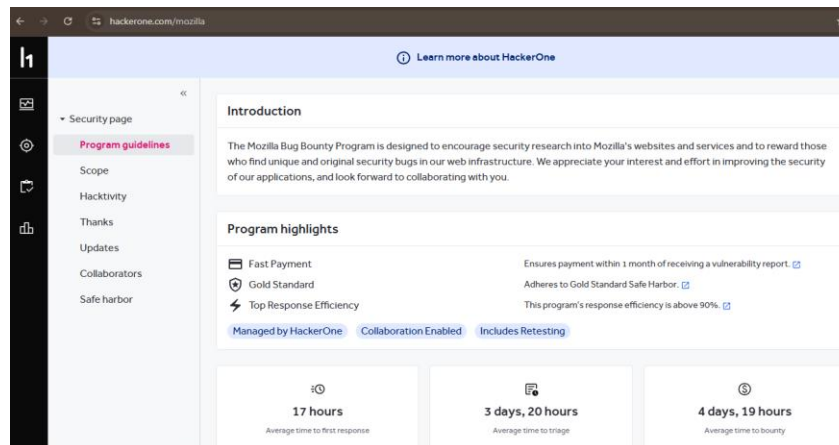 hackerone.com/mozilla
Learn more about HackerOne
Security page
Program guidelines
Scope
Hacktivity
Thanks
Updates
Collaborators
Safe harbor
Introduction
The Mozilla Bug Bounty Program is designed to encourage security research into Mozilla's websites and services and to reward those
who find unique and original security bugs in our web infrastructure. We appreciate your interest and effort in improving the security
of our applications, and look forward to collaborating with you.
Program highlights
Fast Payment
Ensures payment within 1 month of receiving a vulnerability report.
Gold Standard
Adheres to Gold Standard Safe Harbor.
Top Response Efficiency
This program's response efficiency is above 90%.
Managed by HackerOne
Collaboration Enabled
Includes Retesting
17 hours
Average time to first response
3 days, 20 hours
Average time to triage
4 days, 19 hours
Average time to bounty